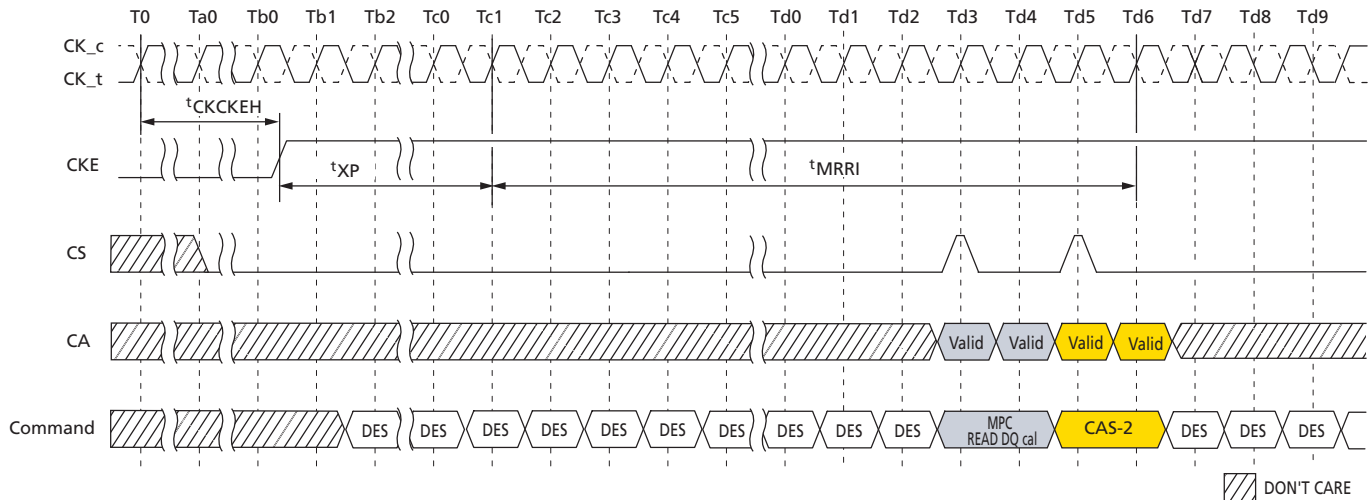 T0 Ta0 Tb0 Tb1 Tb2 Tc0 Tc1 Tc2 Tc3 Tc4 Tc5 Td0 Td1 Td2 Td3 Td4 Td5 Td6 Td7 Td8 Td9
CK_c
CK_t
tCKCKEH
CKE
tXP
tMRRI
CS
CA
Valid Valid Valid Valid
Command
DES DES DES DES DES DES DES DES DES DES MPC READ DQ cal CAS-2 DES DES DES
DON'T CARE